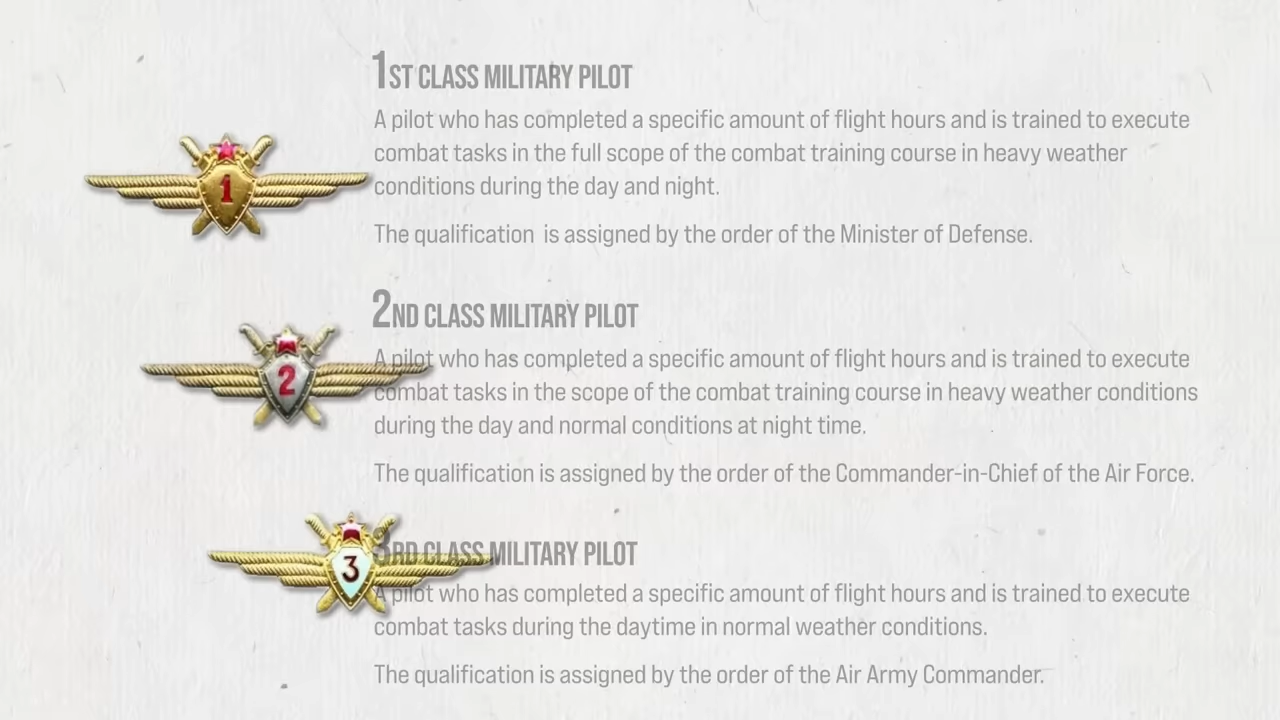 1ST CLASS MILITARY PILOT
A pilot who has completed a specific amount of flight hours and is trained to execute
combat tasks in the full scope of the combat training course in heavy weather
conditions during the day and night.
The qualification is assigned by the order of the Minister of Defense.
1
2ND CLASS MILITARY PILOT
A pilot who has completed a specific amount of flight hours and is trained to execute
combat tasks in the scope of the combat training course in heavy weather conditions
during the day and normal conditions at night time.
The qualification is assigned by the order of the Commander-in-Chief of the Air Force.
2
3RD CLASS MILITARY PILOT
A pilot who has completed a specific amount of flight hours and is trained to execute
combat tasks during the daytime in normal weather conditions.
The qualification is assigned by the order of the Air Army Commander.
3